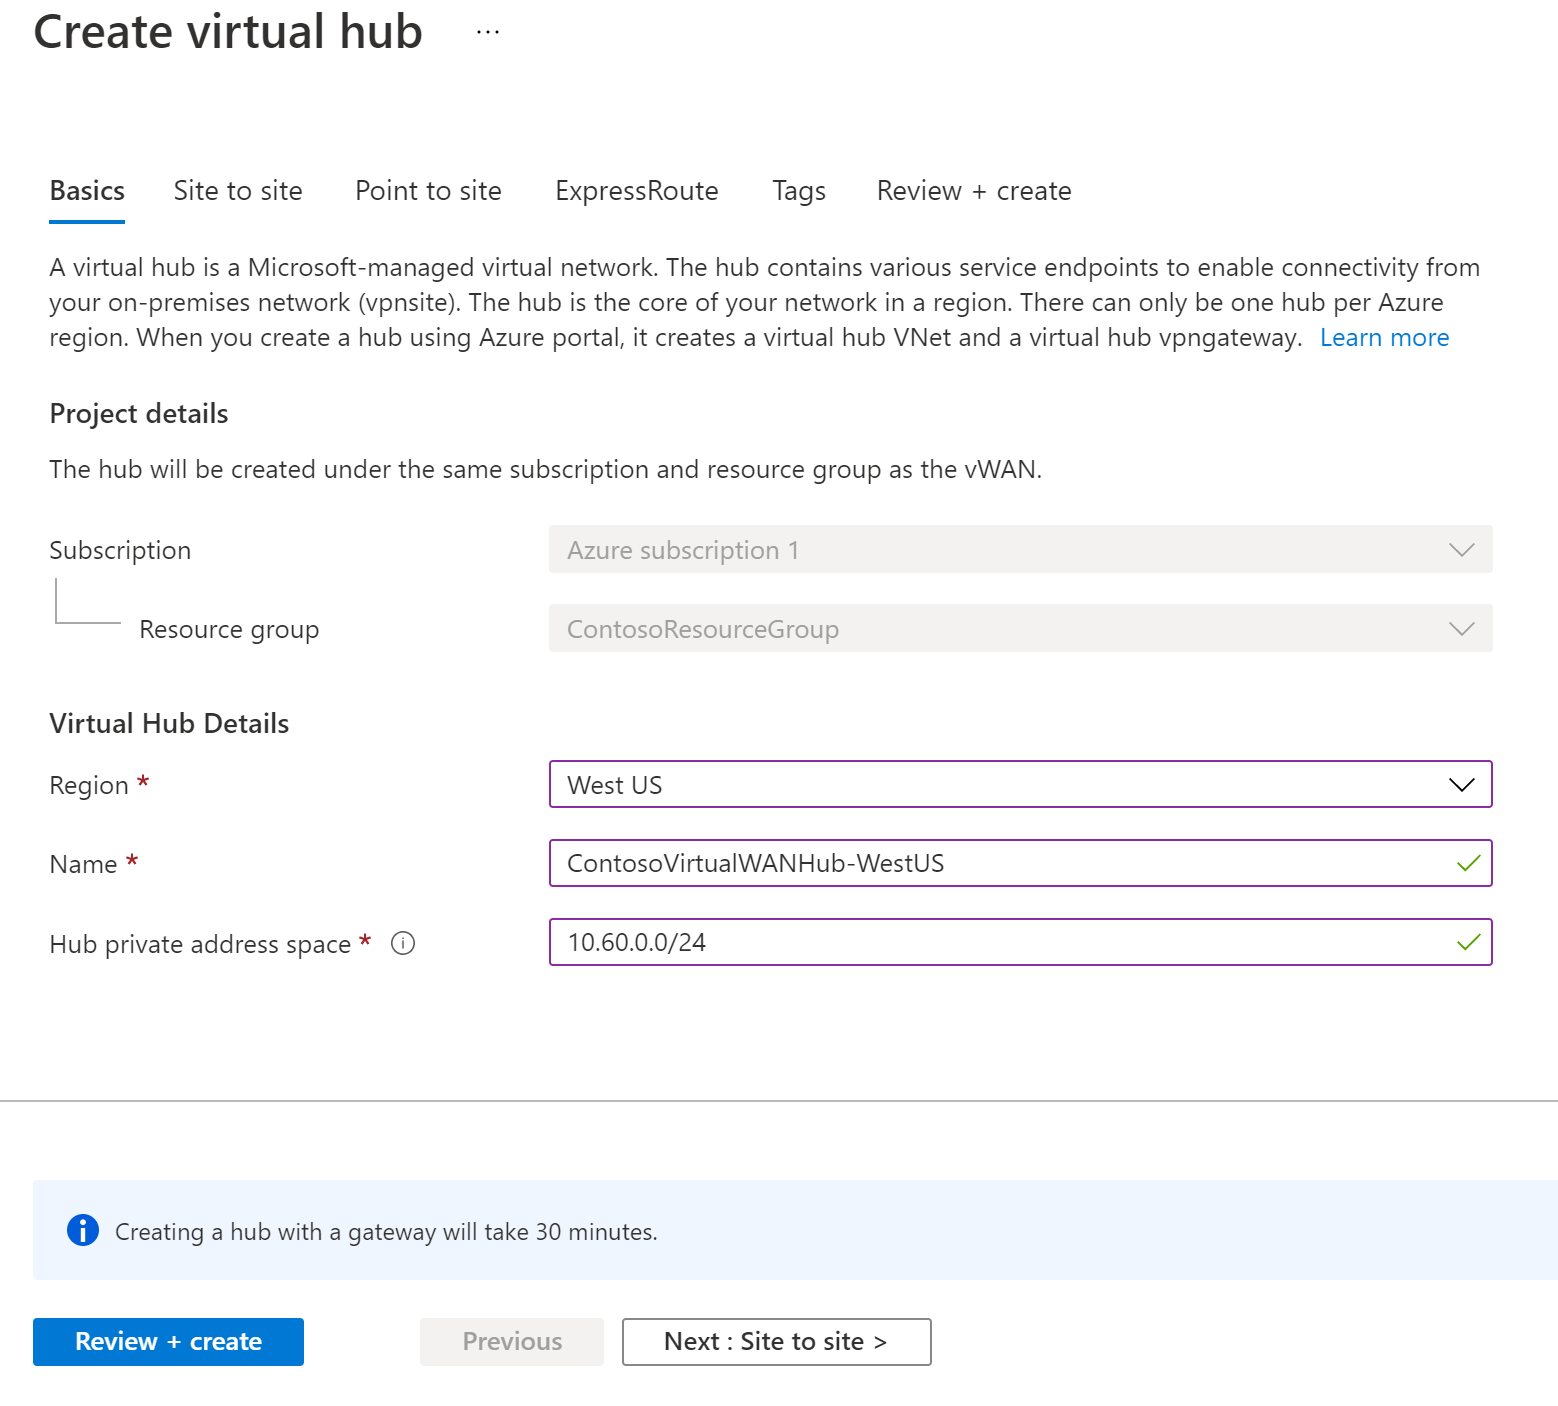 Create virtual hub ...
Basics Site to site Point to site ExpressRoute Tags Review + create
A virtual hub is a Microsoft-managed virtual network. The hub contains various service endpoints to enable connectivity from
your on-premises network (vpnsite). The hub is the core of your network in a region. There can only be one hub per Azure
region. When you create a hub using Azure portal, it creates a virtual hub VNet and a virtual hub vpngateway. Learn more
Project details
The hub will be created under the same subscription and resource group as the vWAN.
Subscription Azure subscription 1
Resource group ContosoResourceGroup
Virtual Hub Details
Region * West US
Name * ContosoVirtualWANHub-WestUS
Hub private address space * 10.60.0.0/24
Creating a hub with a gateway will take 30 minutes.
Review + create Previous Next : Site to site >